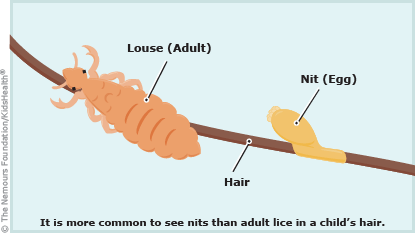 Louse (Adult)
Nit (Egg)
Hair
It is more common to see nits than adult lice in a child's hair.
© The Nemours Foundation/KidsHealth®